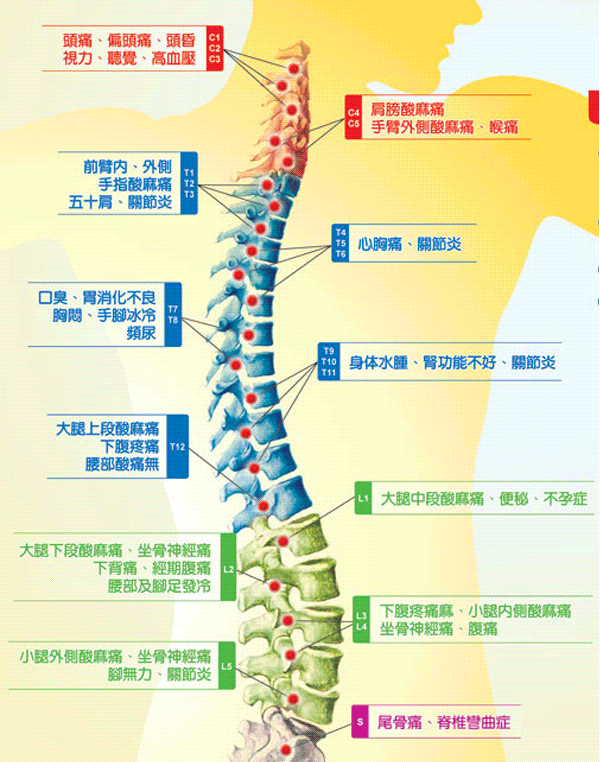 頭痛、偏頭痛、頭昏
視力、聽覺、高血壓
C1
C2
C3
C4
C5
肩膀酸麻痛
手臂外側酸麻痛、喉痛
前臂内、外側
手指酸麻痛
五十肩、關節炎
T1
T2
T3
T4
T5
T6
心胸痛、關節炎
口臭、胃消化不良
胸悶、手腳冰冷
頻尿
T7
T8
T9
T10
T11
身体水腫、腎功能不好、關節炎
大腿上段酸麻痛
下腹疼痛
腰部酸痛無
T12
L1
大腿中段酸麻痛、便秘、不孕症
大腿下段酸麻痛、坐骨神經痛
下背痛、經期腹痛
腰部及腳足發冷
L2
L3
L4
下腹疼痛麻、小腿内側酸麻痛
坐骨神經痛、腹痛
小腿外側酸麻痛、坐骨神經痛
腳無力、關節炎
L5
S
尾骨痛、脊椎彎曲症